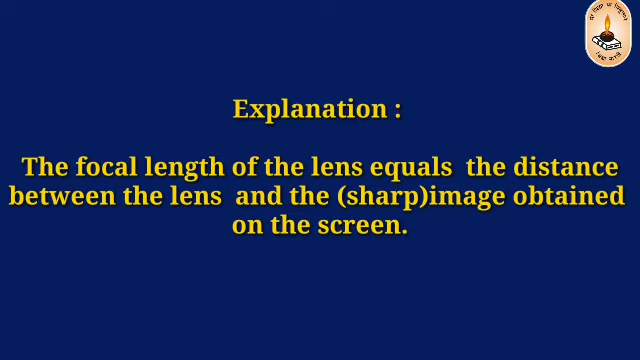 Explanation :
The focal length of the lens equals  the distance
between the lens  and the (sharp)image obtained
on the screen.